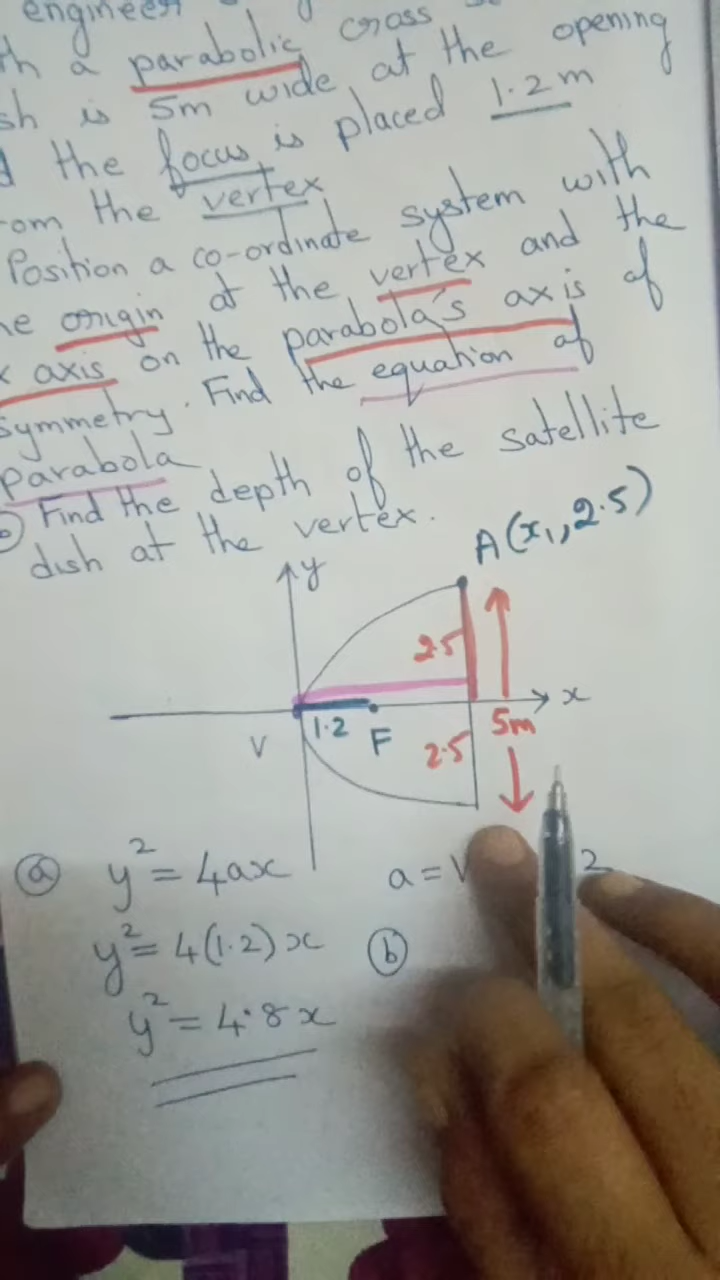 engineer
a parabolic cross
is 5m wide at the opening
the focus is placed 1.2m
the vertex
Position a co-ordinate system with
origin at the vertex and the
axis on the parabola's axis of
symmetry. Find the equation of
parabola
Find the depth of the satellite
dish at the vertex.
A(x₁, 2.5)
y
2.5
x
1.2
F
5m
V
2.5
ⓐ y² = 4ax
a = V
2
y² = 4(1.2)x
ⓑ
y² = 4.8x